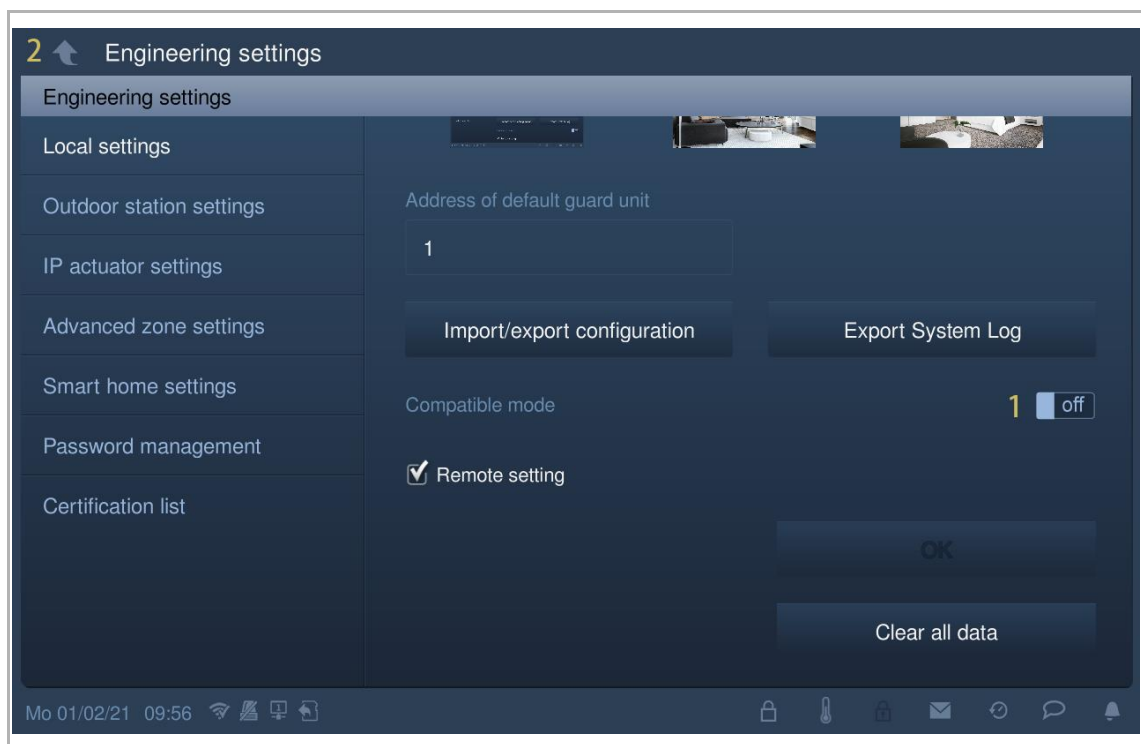 2 Engineering settings
Engineering settings
Local settings
Outdoor station settings
IP actuator settings
Advanced zone settings
Smart home settings
Password management
Certification list
Address of default guard unit
1
Import/export configuration
Export System Log
Compatible mode
1 off
Remote setting
OK
Clear all data
Mo 01/02/21 09:56